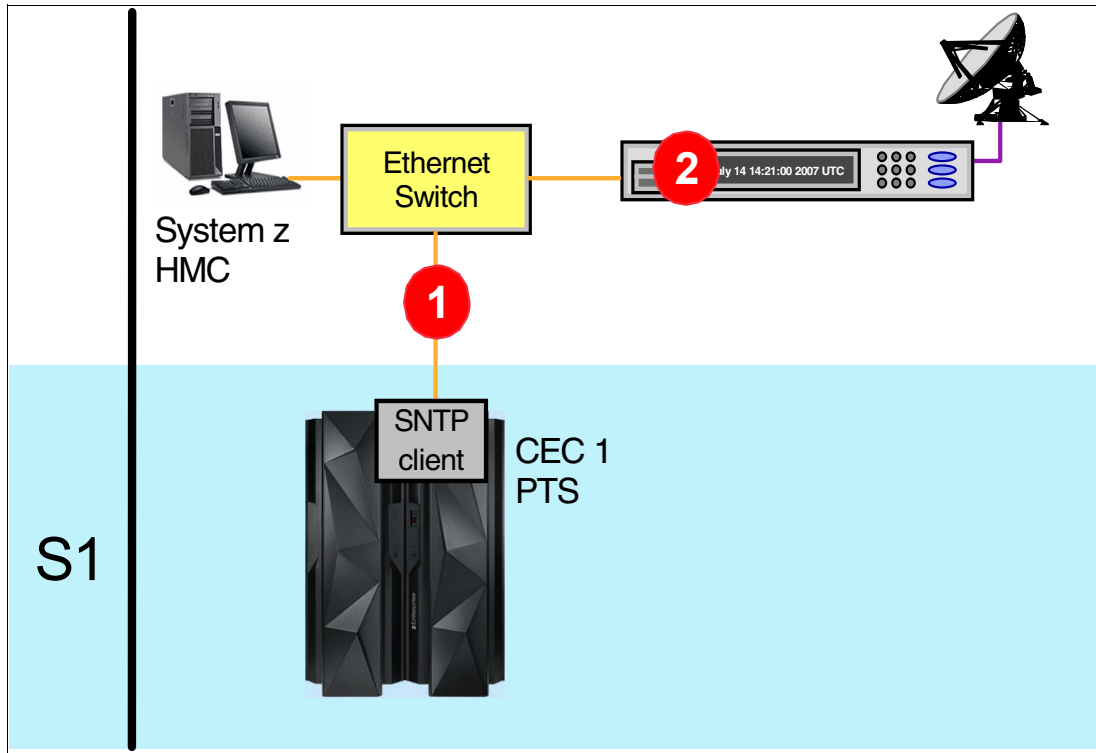 Ethernet
Switch
2
uly 14 14:21:00 2007 UTC
System z
HMC
1
SNTP
client
CEC 1
PTS
S1
Enterprise